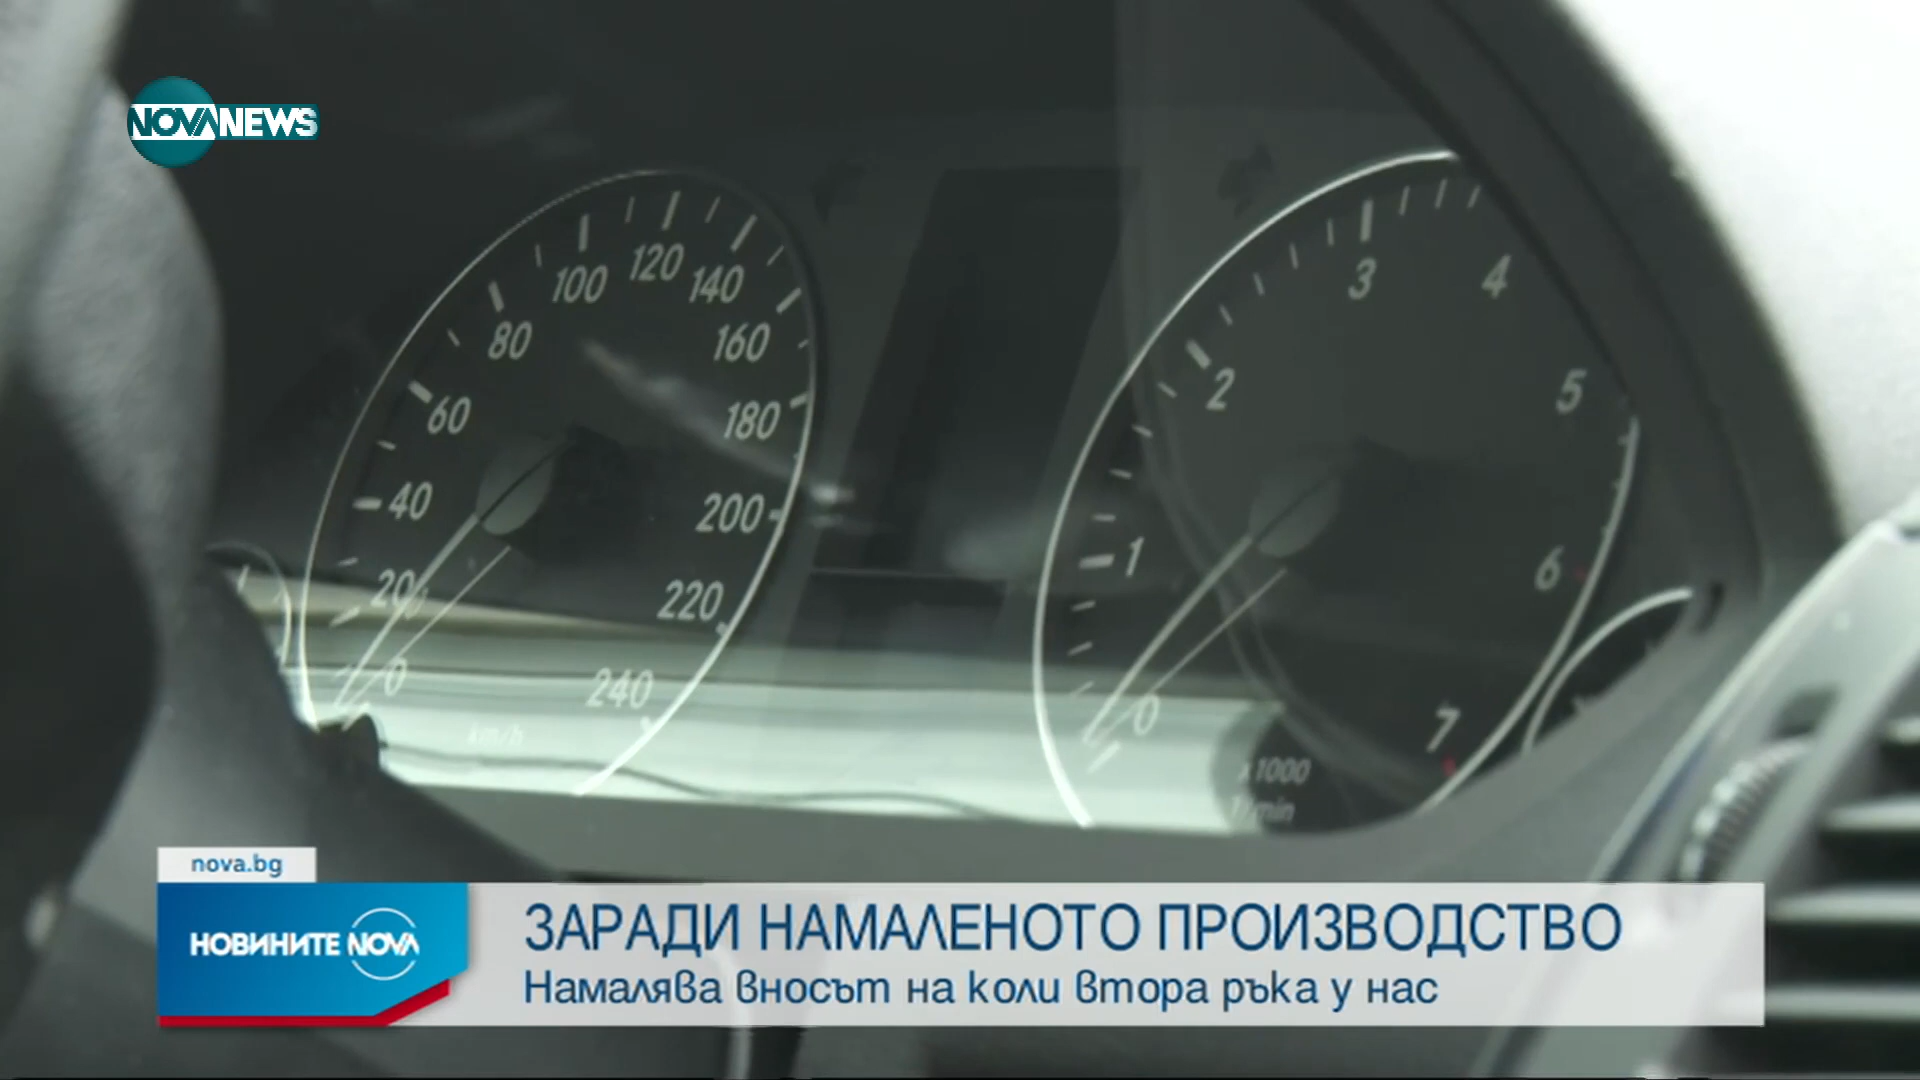 NOVANEWS
100
120
140
80
160
60
180
40
200
20
220
0
240
km/h
3
4
2
5
1
6
0
7
x1000
1/min
nova.bg
НОВИНИТЕ NOVA
ЗАРАДИ НАМАЛЕНОТО ПРОИЗВОДСТВО
Намалява вносът на коли втора ръка у нас